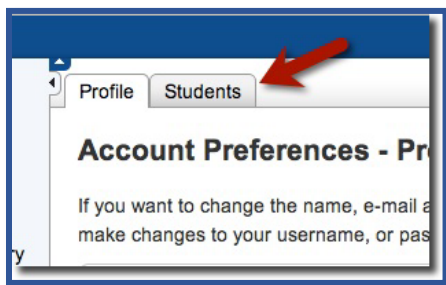 Profile Students
Account Preferences - Pr
If you want to change the name, e-mail a
make changes to your username, or pas
ry